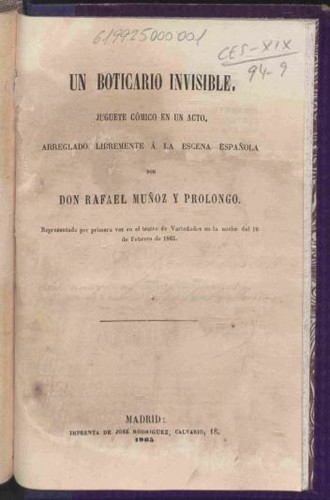 619925000001
CES-XIX
94-9
UN BOTICARIO INVISIBLE,
JUGUETE CÓMICO EN UN ACTO,
ARREGLADO LIBREMENTE Á LA ESCENA ESPAÑOLA
POR
DON RAFAEL MUÑOZ Y PROLONGO.
Representado por primera vez en el teatro de Variedades en la noche del 18
de Febrero de 1865.
MADRID:
IMPRENTA DE JOSÉ RODRIGUEZ, CALVARIO, 18.
1865